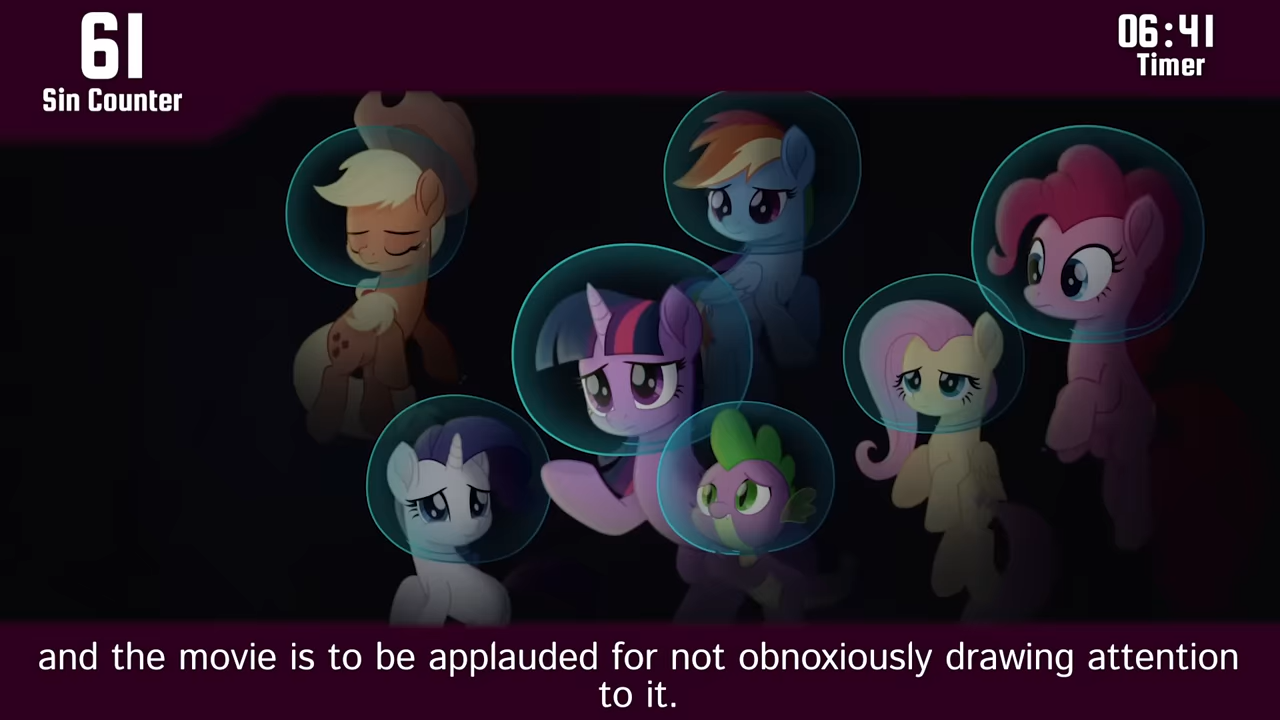 61
Sin Counter
06:41
Timer
and the movie is to be applauded for not obnoxiously drawing attention
to it.